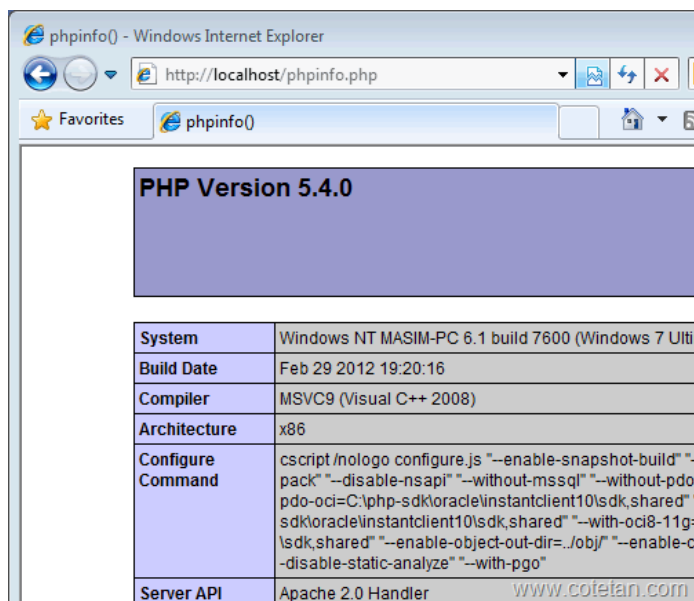 phpinfo() - Windows Internet Explorer
http://localhost/phpinfo.php
Favorites
phpinfo()
PHP Version 5.4.0
System Windows NT MASIM-PC 6.1 build 7600 (Windows 7 Ulti
Build Date Feb 29 2012 19:20:16
Compiler MSVC9 (Visual C++ 2008)
Architecture x86
Configure Command
cscript /nologo configure.js "--enable-snapshot-build" "-
pack" "--disable-nsapi" "--without-mssql" "--without-pdo
pdo-oci=C:\php-sdk\oracle\instantclient10\sdk,shared" "
sdk\oracle\instantclient10\sdk,shared" "--with-oci8-11g=
\sdk,shared" "--enable-object-out-dir=../obj/" "--enable-c
-disable-static-analyze" "--with-pgo"
Server API Apache 2.0 Handler
www.cotetan.com